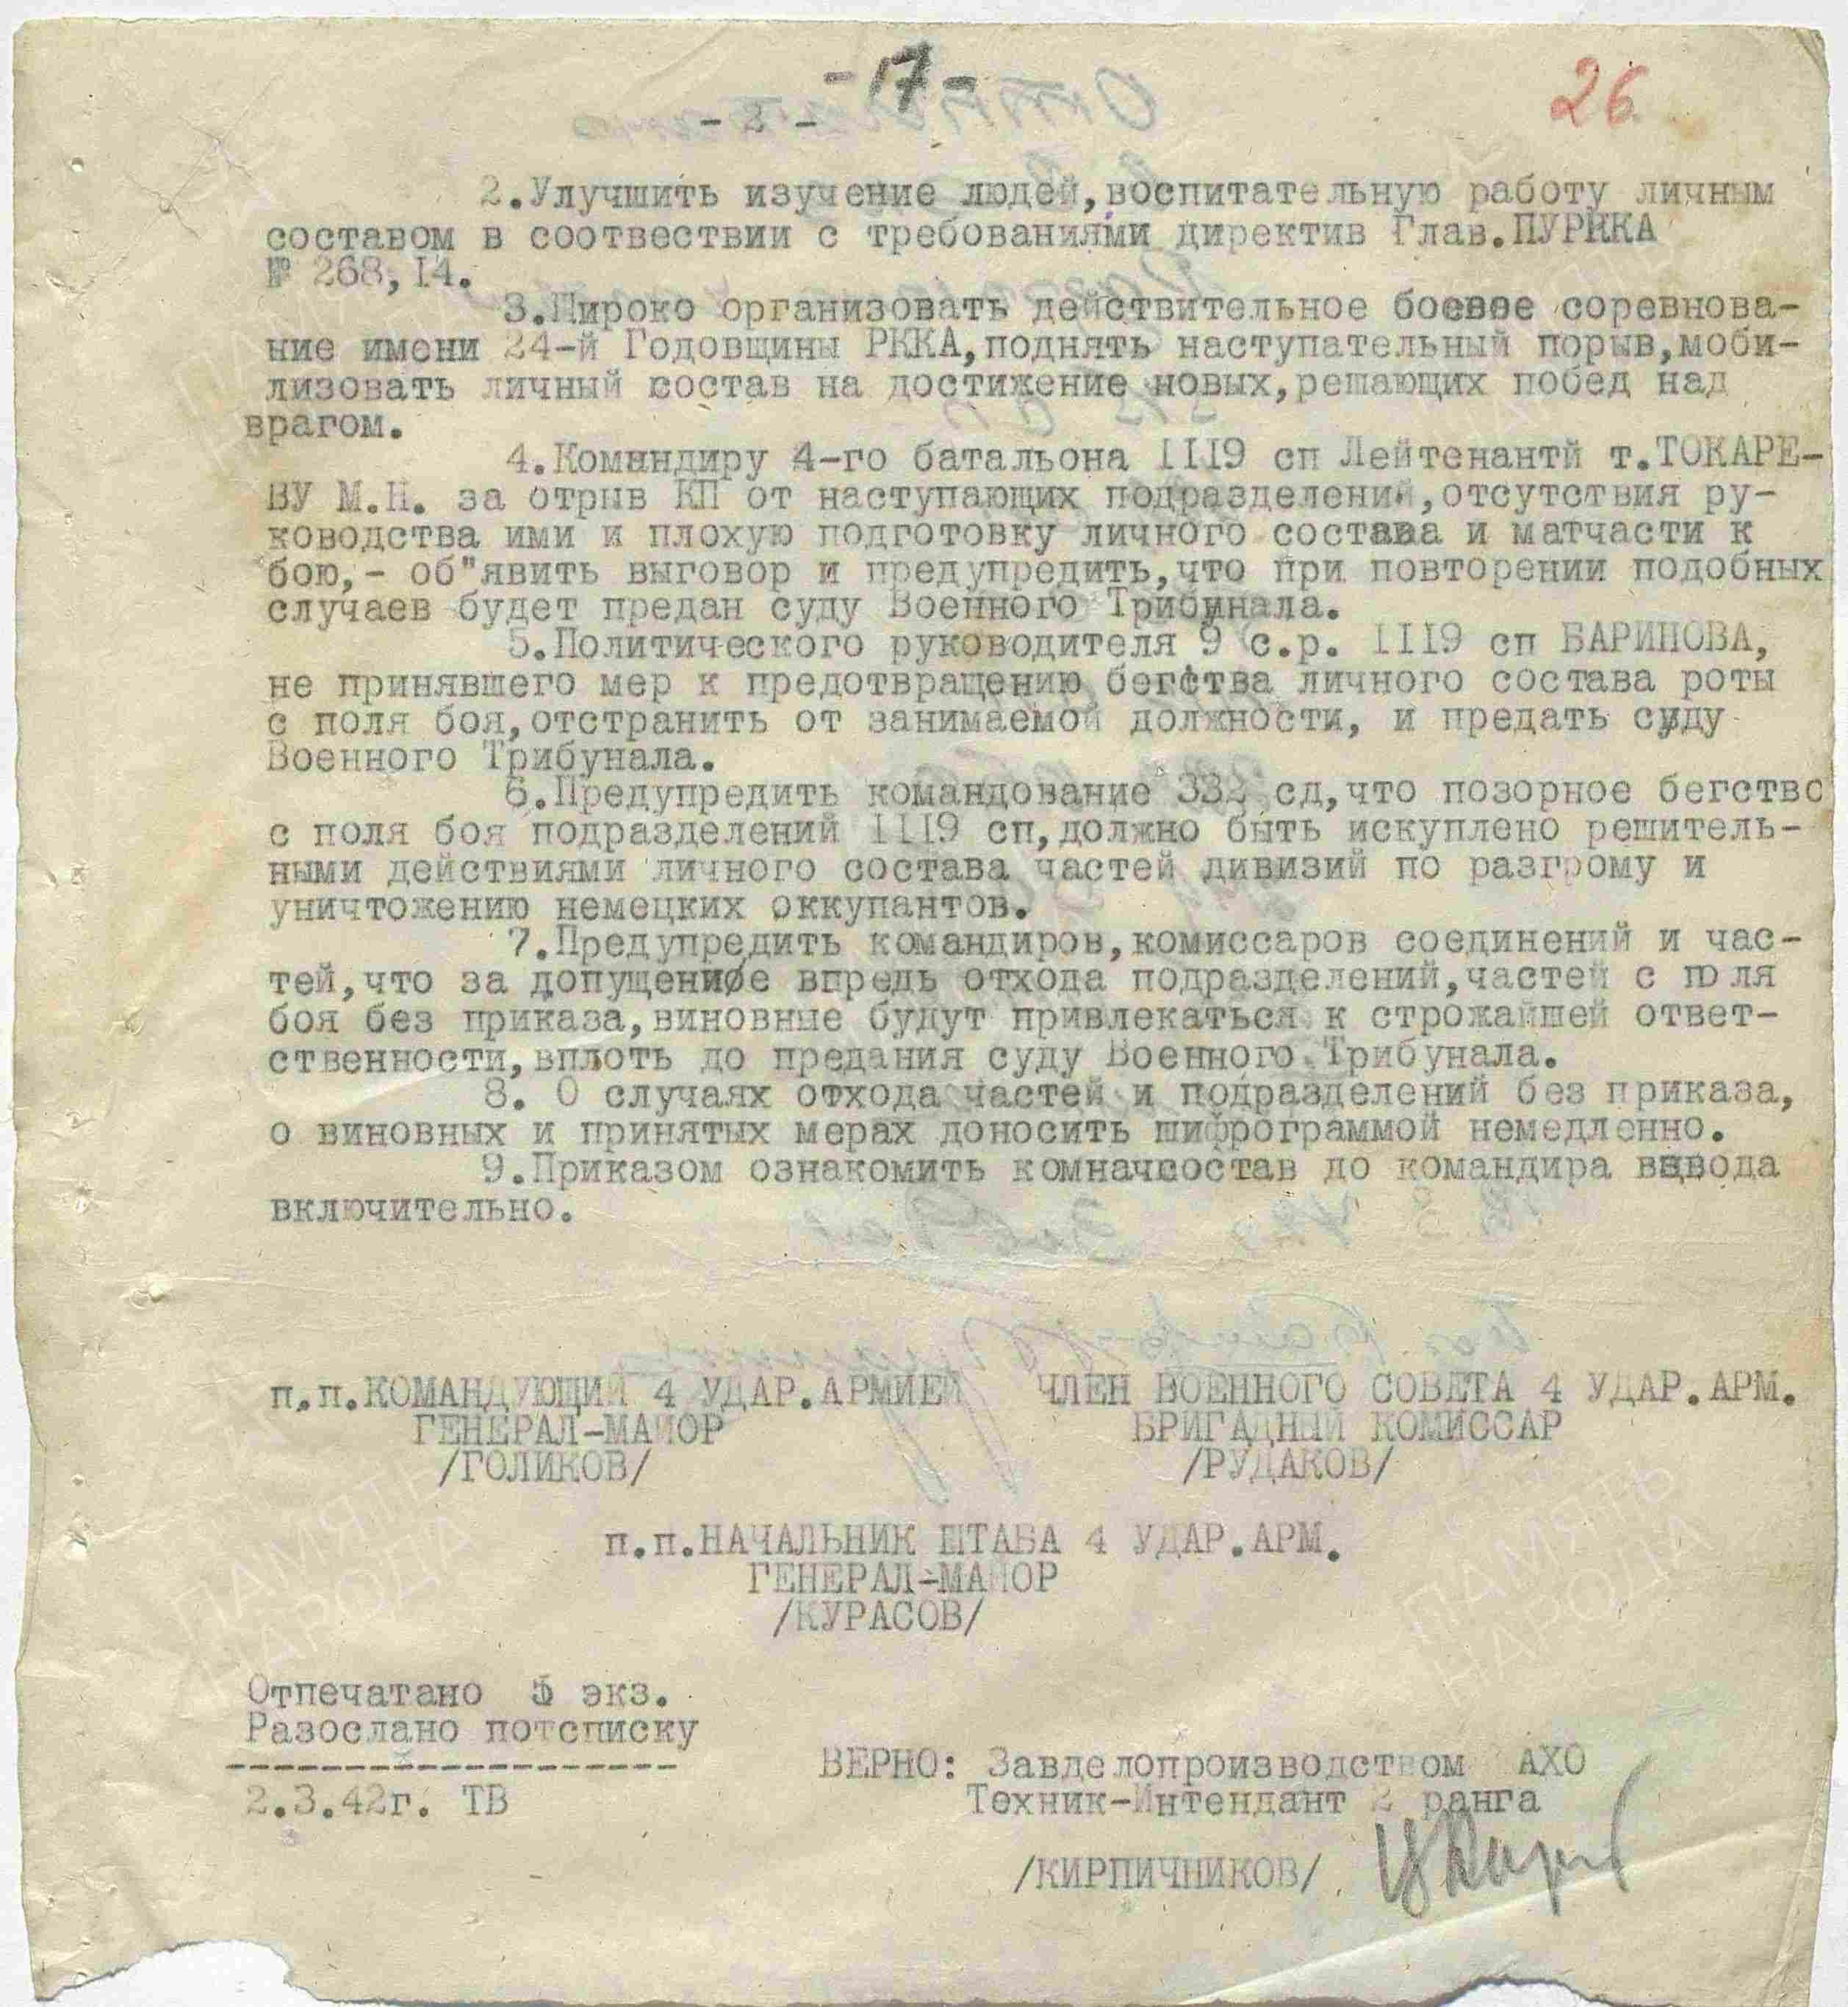 -17-
26
- 2 -
2.Улучшить изучение людей,воспитательную работу личным
составом в соотвествии с требованиями директив Глав.ПУРККА
№ 268,14.
3.Широко организовать действительное боевое соревнова-
ние имени 24-й Годовщины РККА,поднять наступательный порыв,моби-
лизовать личный состав на достижение новых,решающих побед над
врагом.
4.Командиру 4-го батальона III9 сп Лейтенантй т.ТОКАРЕ-
ВУ М.Н. за отрыв КП от наступающих подразделений,отсутствия ру-
ководства ими и плохую подготовку личного состава и матчасти к
бою,- об"явить выговор и предупредить,что при повторении подобных
случаев будет предан суду Военного Трибунала.
5.Политического руководителя 9 с.р. III9 сп БАРИНОВА,
не принявшего мер к предотвращению бегства личного состава роты
с поля боя,отстранить от занимаемой должности, и предать суду
Военного Трибунала.
6.Предупредить командование 332 сд,что позорное бегство
с поля боя подразделений III9 сп,должно быть искуплено решитель-
ными действиями личного состава частей дивизий по разгрому и
уничтожению немецких оккупантов.
7.Предупредить командиров,комиссаров соединений и час-
тей,что за допущение впредь отхода подразделений,частей с поля
боя без приказа,виновные будут привлекаться к строжайшей ответ-
ственности,вплоть до предания суду Военного Трибунала.
8. О случаях отхода частей и подразделений без приказа,
о виновных и принятых мерах доносить шифрограммой немедленно.
9.Приказом ознакомить комначсостав до командира взвода
включительно.
п.п.КОМАНДУЮЩИЙ 4 УДАР.АРМИЕЙ ЧЛЕН ВОЕННОГО СОВЕТА 4 УДАР.АРМ.
ГЕНЕРАЛ-МАЙОР БРИГАДНЫЙ КОМИССАР
/ГОЛИКОВ/ /РУДАКОВ/
п.п.НАЧАЛЬНИК ШТАБА 4 УДАР.АРМ.
ГЕНЕРАЛ-МАЙОР
/КУРАСОВ/
Отпечатано 5 экз.
Разослано потсписку
2.3.42г. ТВ
ВЕРНО: Завделопроизводством АХО
Техник-Интендант 2 ранга
/КИРПИЧНИКОВ/
ПАМЯТЬ
НАРОДА
ПАМЯТЬ
НАРОДА